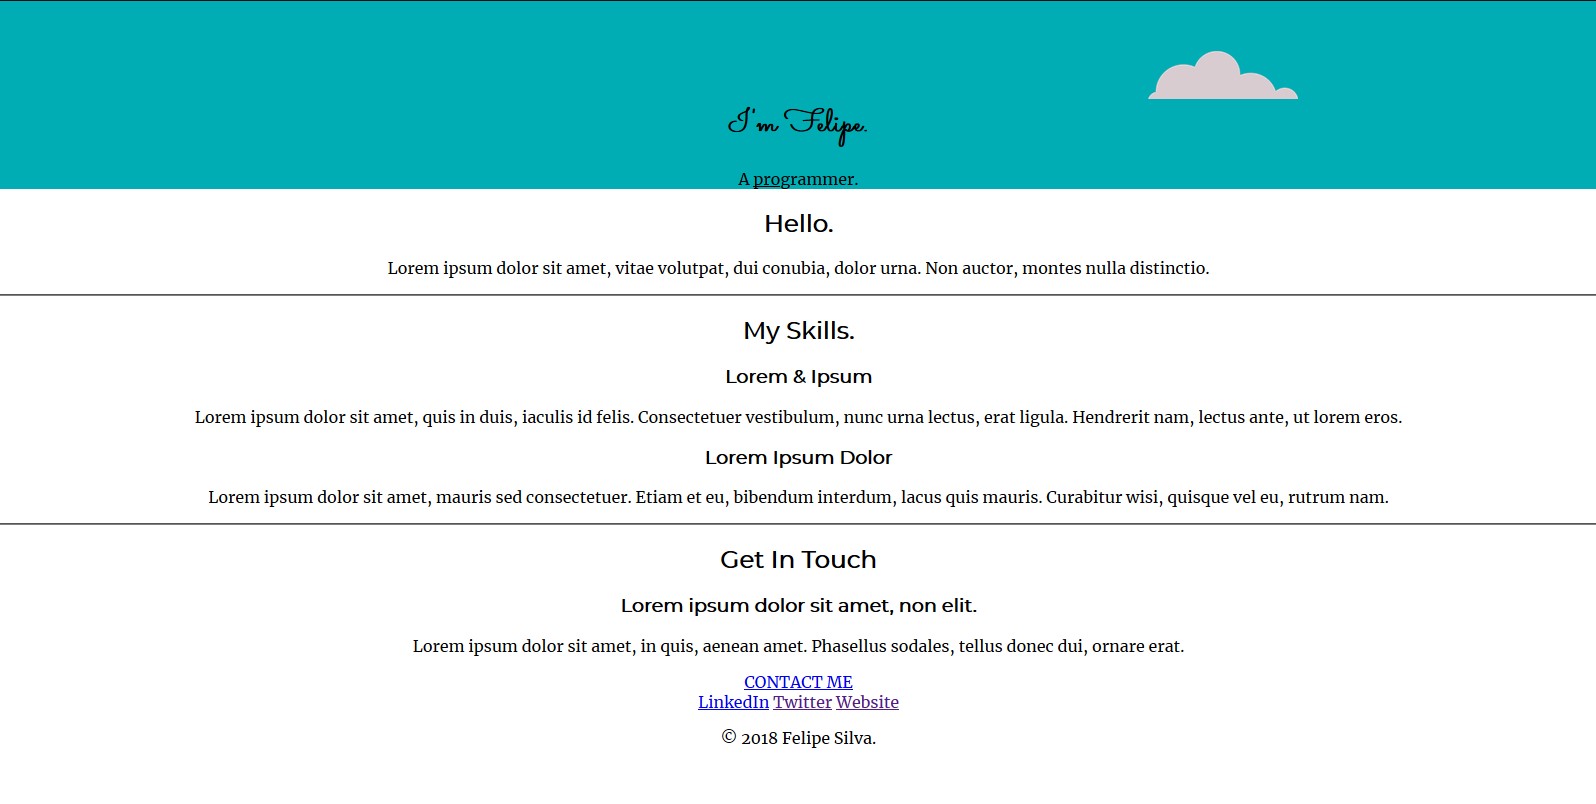 I'm Felipe.
A programmer.
Hello.
Lorem ipsum dolor sit amet, vitae volutpat, dui conubia, dolor urna. Non auctor, montes nulla distinctio.
My Skills.
Lorem & Ipsum
Lorem ipsum dolor sit amet, quis in duis, iaculis id felis. Consectetuer vestibulum, nunc urna lectus, erat ligula. Hendrerit nam, lectus ante, ut lorem eros.
Lorem Ipsum Dolor
Lorem ipsum dolor sit amet, mauris sed consectetuer. Etiam et eu, bibendum interdum, lacus quis mauris. Curabitur wisi, quisque vel eu, rutrum nam.
Get In Touch
Lorem ipsum dolor sit amet, non elit.
Lorem ipsum dolor sit amet, in quis, aenean amet. Phasellus sodales, tellus donec dui, ornare erat.
CONTACT ME
LinkedIn Twitter Website
© 2018 Felipe Silva.